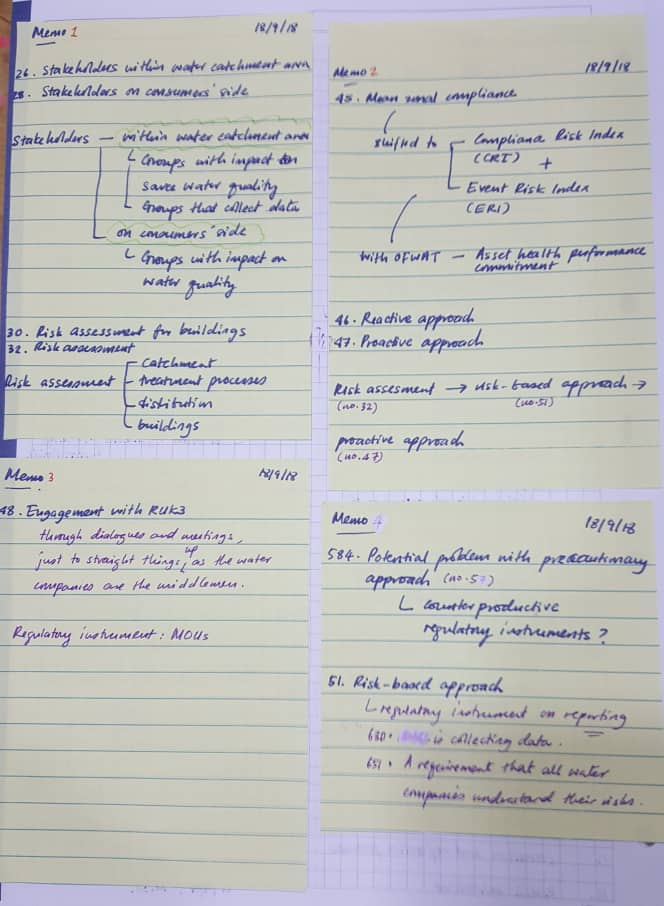 Memo 1 18/9/18
26. Stakeholders within water catchment area
28. Stakeholders on consumers' side
Stakeholders — within water catchment area
Groups with impact on
water quality
Groups that collect data
on consumers' side
Groups with impact on
water quality
30. Risk assessment for buildings
32. Risk assessment
Risk assessment
catchment
treatment processes
distribution
buildings
Memo 2 18/9/18
45. Mean zonal compliance
shifted to
Compliance Risk Index
(CRI) +
Event Risk Index
(ERI)
with OFWAT — Asset health performance
commitment
46. Reactive approach
47. Proactive approach
Risk assesment → risk-based approach →
(no.32) (no.51)
proactive approach
(no.47)
Memo 3 18/9/18
48. Engagement with RUK3
through dialogues and meetings,
just to straight things up, as the water
companies are the middlemen.
Regulatory instrument: MOUs
Memo 4 18/9/18
584. Potential problem with precautionary
approach (no.57)
counter productive
regulatory instruments?
51. Risk-based approach
regulatory instrument on reporting
630. is collecting data.
651. A requirement that all water
companies understand their risks.